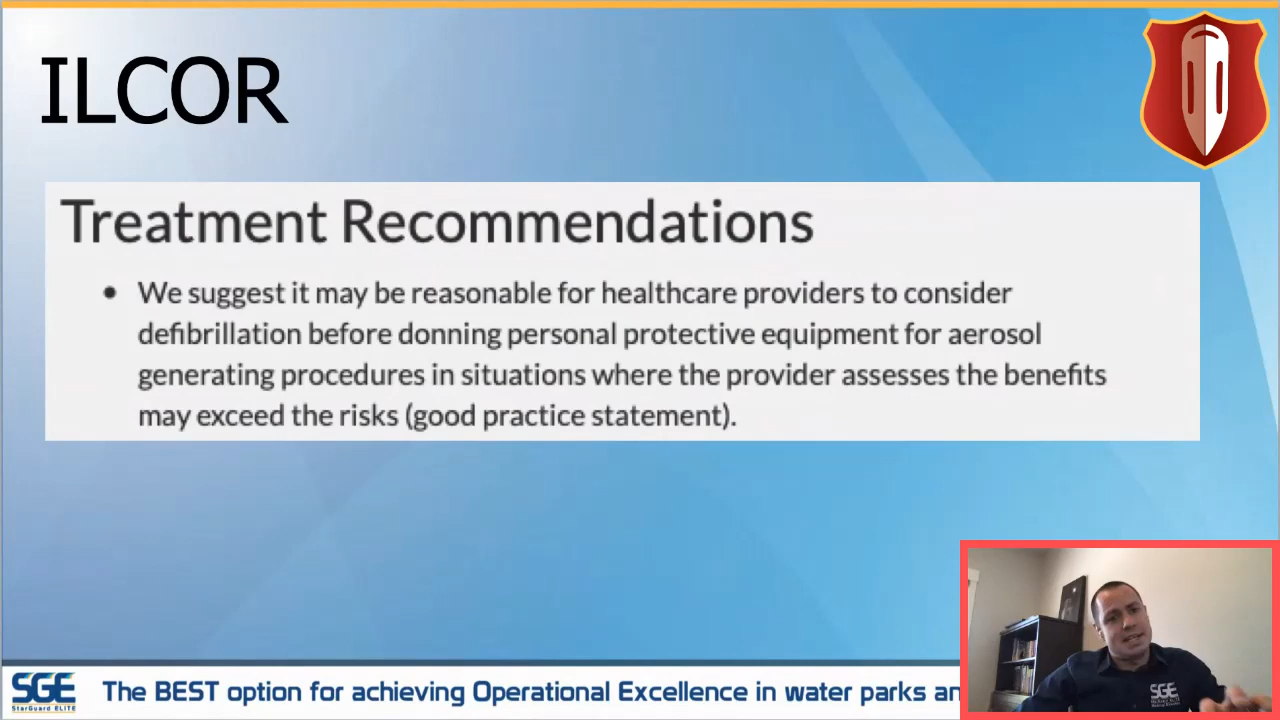 ILCOR
Treatment Recommendations
• We suggest it may be reasonable for healthcare providers to consider
defibrillation before donning personal protective equipment for aerosol
generating procedures in situations where the provider assesses the benefits
may exceed the risks (good practice statement).
SGE
StarGuard ELITE
The BEST option for achieving Operational Excellence in water parks an
SGE